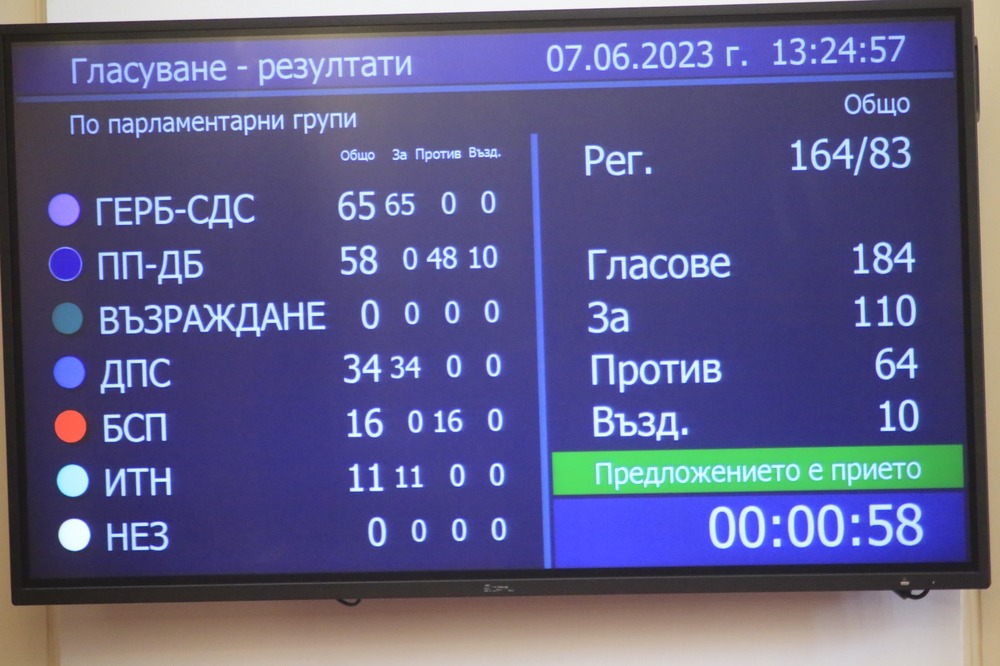 Гласуване - резултати 07.06.2023 г. 13:24:57
По парламентарни групи
Общо За Против Възд.
ГЕРБ-СДС 65 65 0 0
ПП-ДБ 58 0 48 10
ВЪЗРАЖДАНЕ 0 0 0 0
ДПС 34 34 0 0
БСП 16 0 16 0
ИТН 11 11 0 0
НЕЗ 0 0 0 0
Общо
Рег. 164/83
Гласове 184
За 110
Против 64
Възд. 10
Предложението е прието
00:00:58